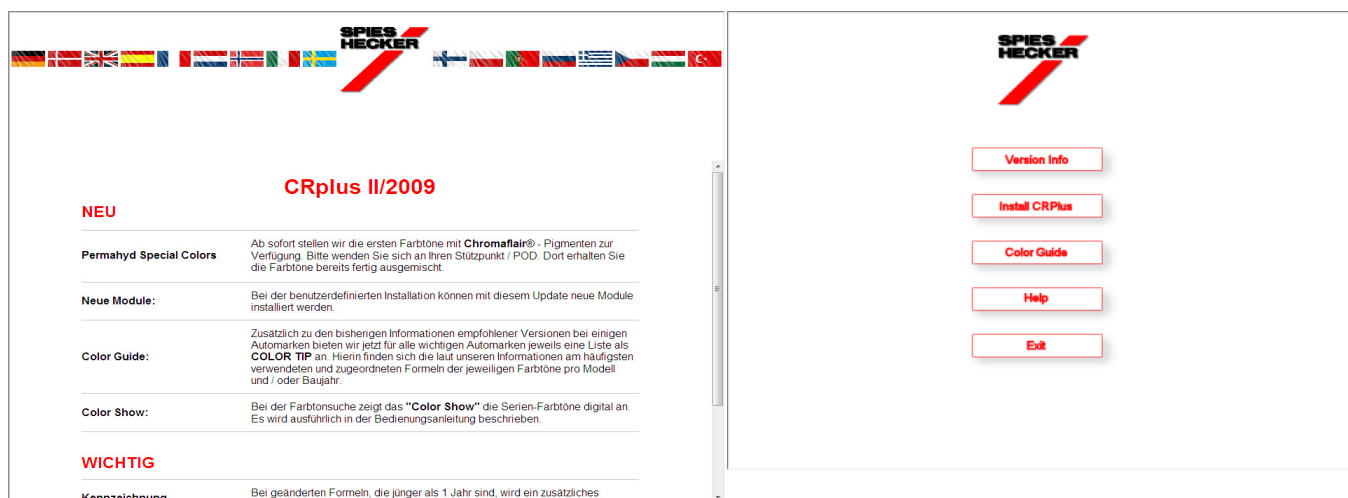 SPIES
HECKER
CRplus II/2009
NEU
Permahyd Special Colors
Ab sofort stellen wir die ersten Farbtöne mit Chromaflair® - Pigmenten zur
Verfügung. Bitte wenden Sie sich an Ihren Stützpunkt / POD. Dort erhalten Sie
die Farbtöne bereits fertig ausgemischt.
Neue Module:
Bei der benutzerdefinierten Installation können mit diesem Update neue Module
installiert werden.
Color Guide:
Zusätzlich zu den bisherigen Informationen empfohlener Versionen bei einigen
Automarken bieten wir jetzt für alle wichtigen Automarken jeweils eine Liste als
COLOR TIP an. Hierin finden sich die laut unseren Informationen am häufigsten
verwendeten und zugeordneten Formeln der jeweiligen Farbtöne pro Modell
und / oder Baujahr.
Color Show:
Bei der Farbtonsuche zeigt das "Color Show" die Serien-Farbtöne digital an.
Es wird ausführlich in der Bedienungsanleitung beschrieben.
WICHTIG
Kennzeichnung
Bei geänderten Formeln, die jünger als 1 Jahr sind, wird ein zusätzliches
SPIES
HECKER
Version Info
Install CRPlus
Color Guide
Help
Exit